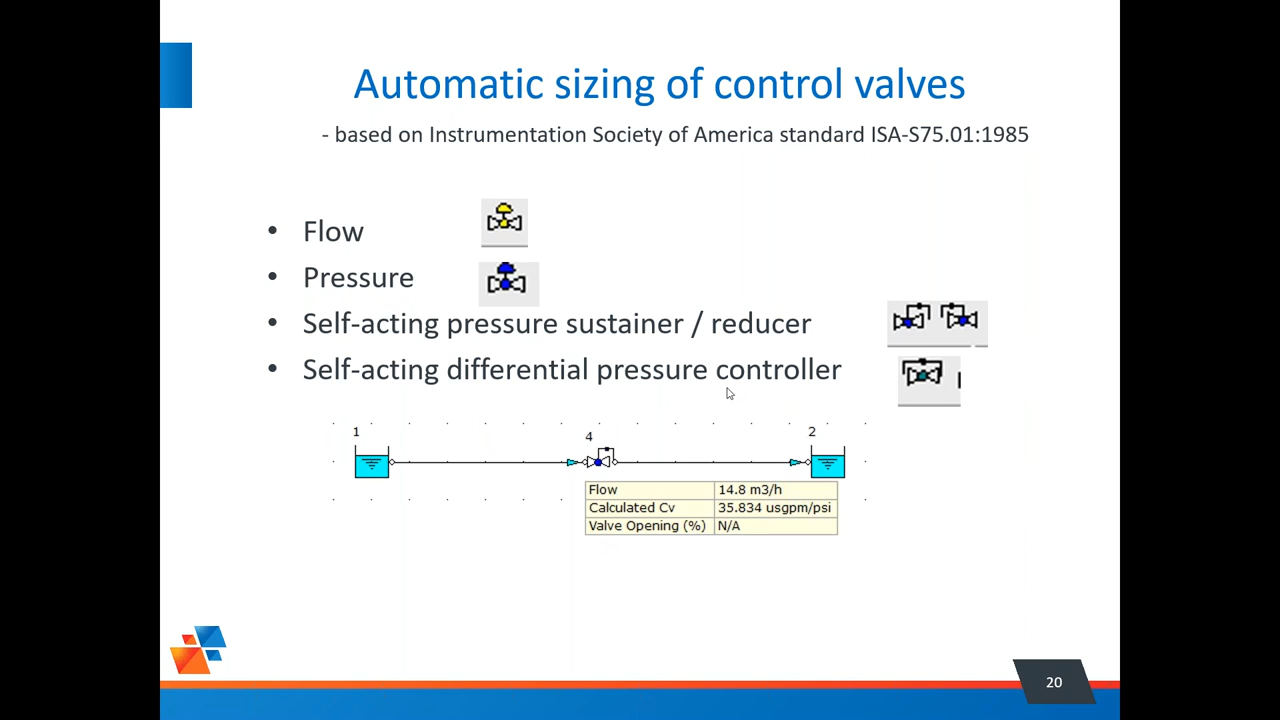 Automatic sizing of control valves
- based on Instrumentation Society of America standard ISA-S75.01:1985
• Flow
• Pressure
• Self-acting pressure sustainer / reducer
• Self-acting differential pressure controller
1
4
2
Flow 14.8 m3/h
Calculated Cv 35.834 usgpm/psi
Valve Opening (%) N/A
20